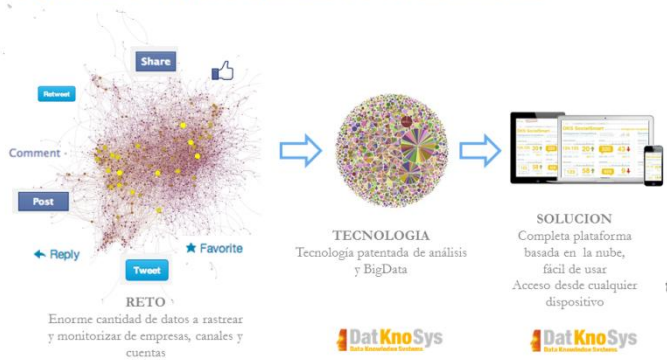 Share
Retweet
Comment
Post
Reply
Favorite
Tweet
RETO
Enorme cantidad de datos a rastrear
y monitorizar de empresas, canales y
cuentas
TECNOLOGIA
Tecnología patentada de análisis
y BigData
DatKnoSys
Data Knowledge Systems
SOLUCION
Completa plataforma
basada en la nube,
fácil de usar
Acceso desde cualquier
dispositivo
DatKnoSys
Data Knowledge Systems